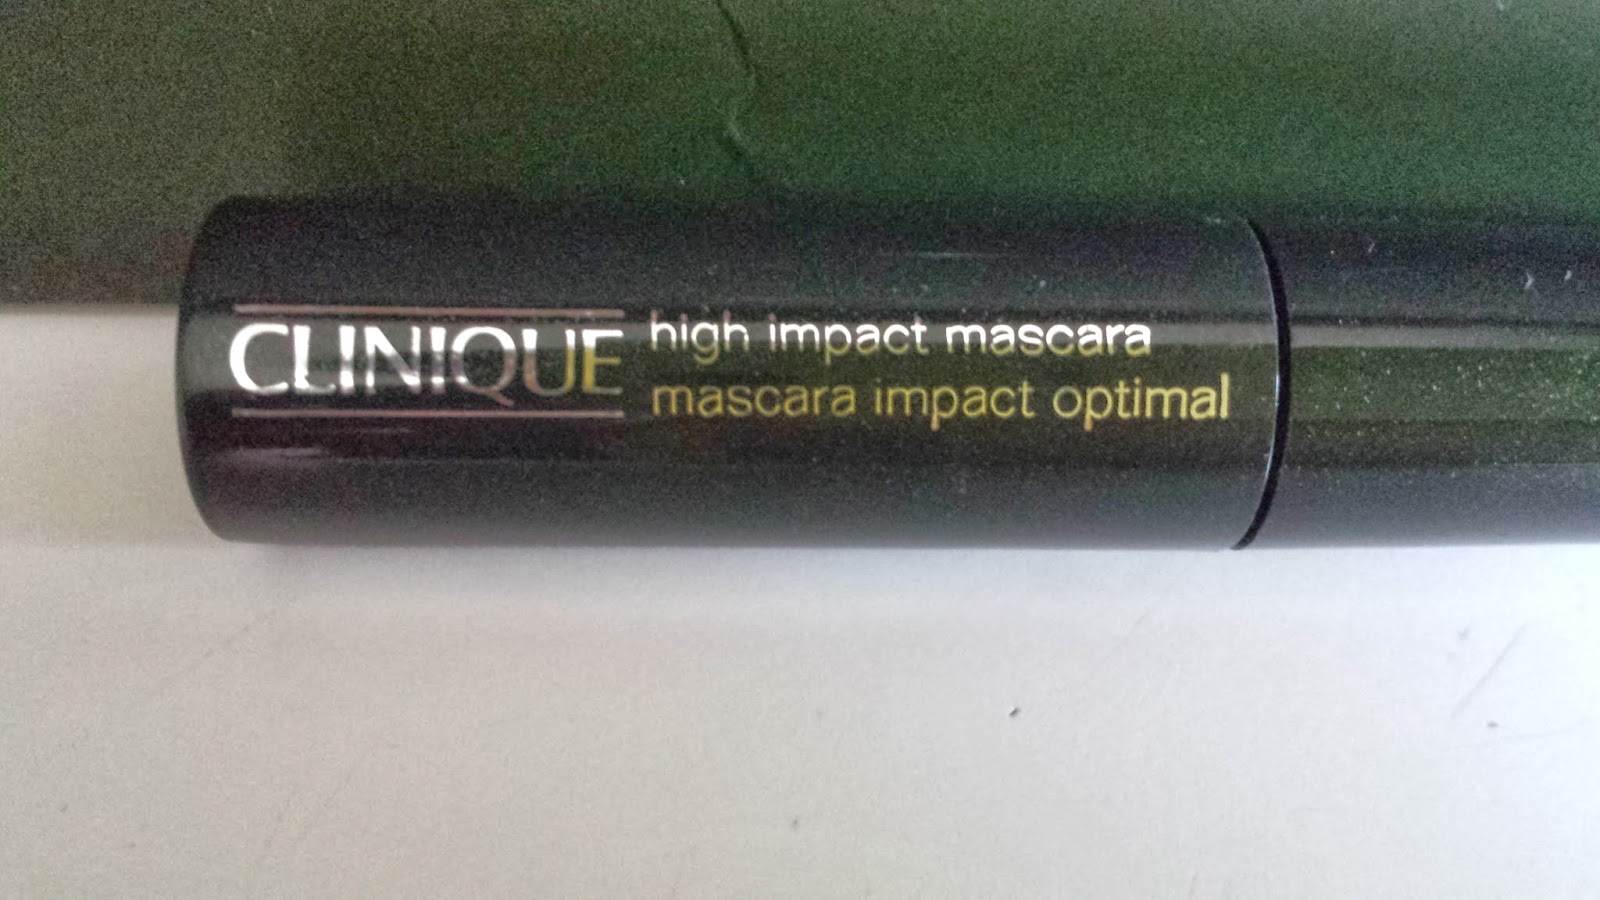 CLINIQUE
high impact mascara
mascara impact optimal